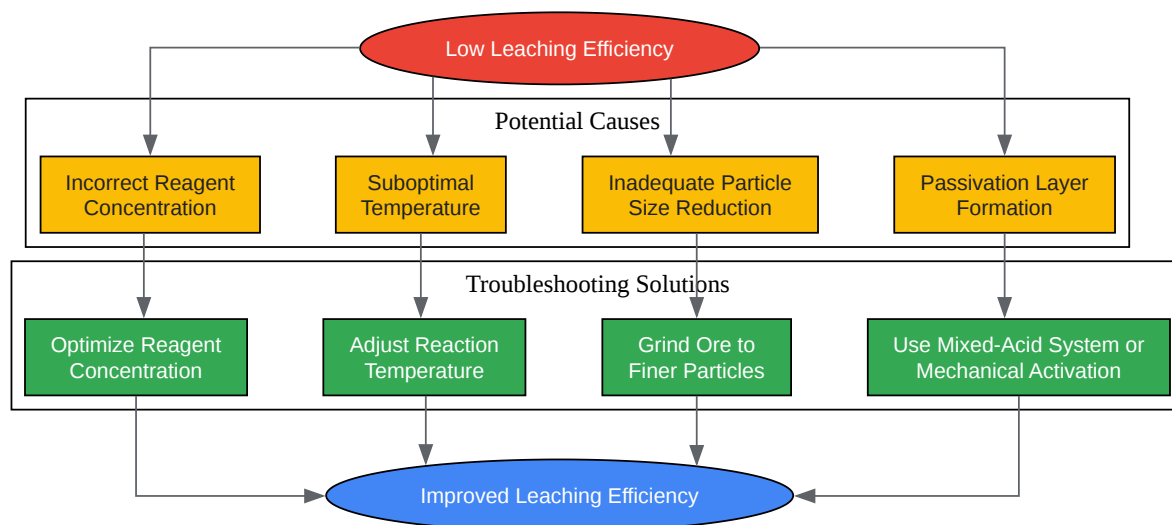 Low Leaching Efficiency
Potential Causes
Incorrect Reagent
Concentration
Suboptimal
Temperature
Inadequate Particle
Size Reduction
Passivation Layer
Formation
Troubleshooting Solutions
Optimize Reagent
Concentration
Adjust Reaction
Temperature
Grind Ore to
Finer Particles
Use Mixed-Acid System or
Mechanical Activation
Improved Leaching Efficiency